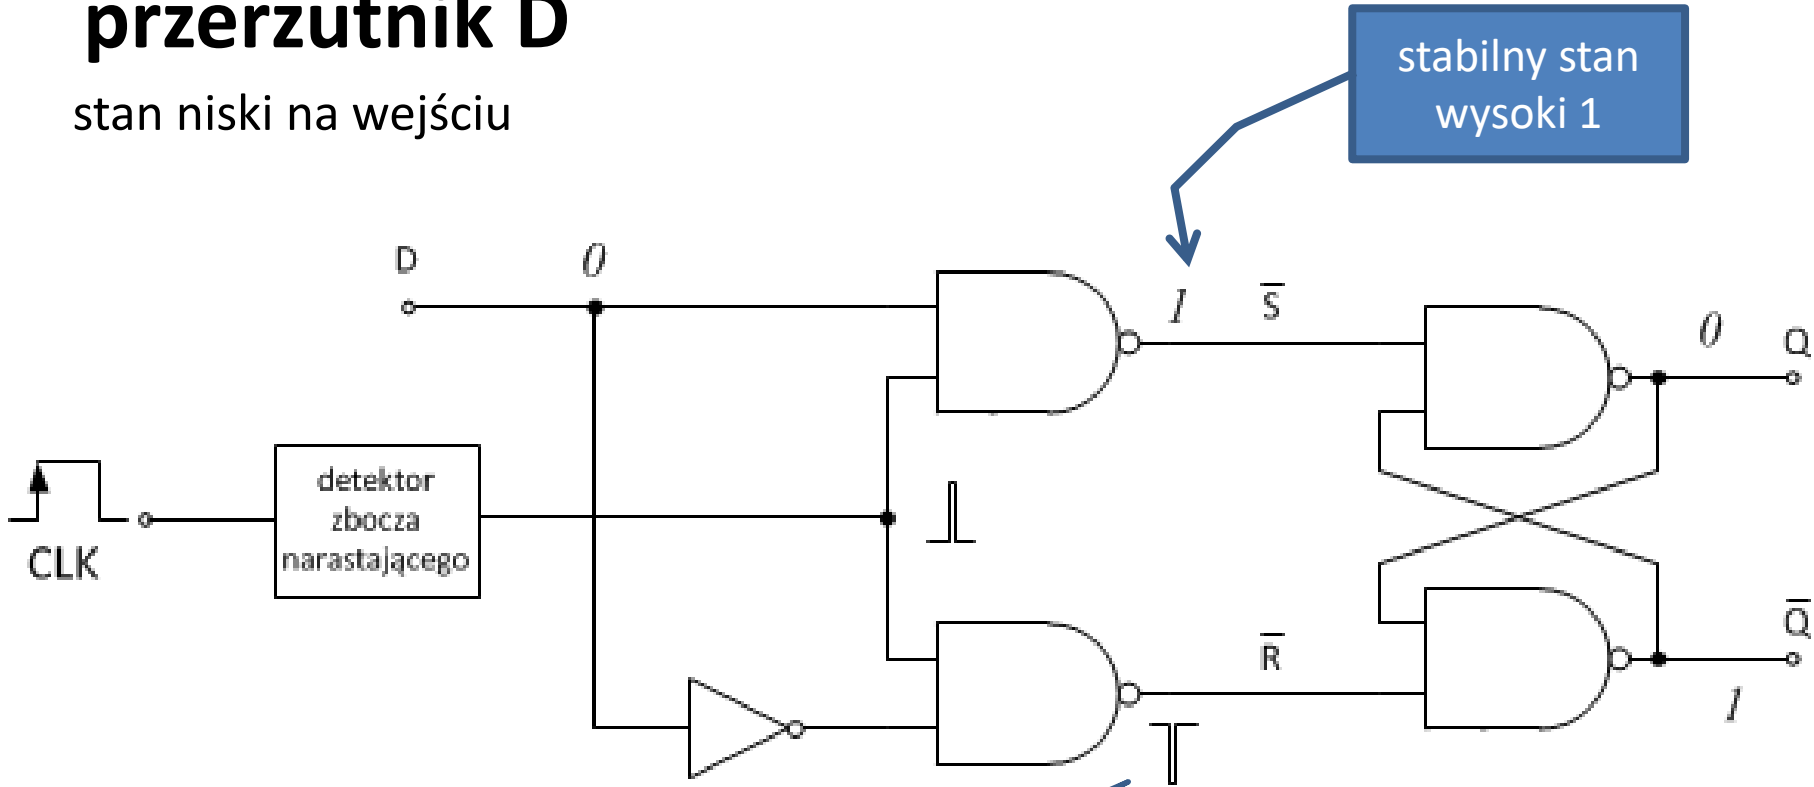 przerzutnik D
stan niski na wejściu
stabilny stan
wysoki 1
D
0
1
S̅
0
Q
detektor
zbocza
narastającego
CLK
R̅
Q̅
1